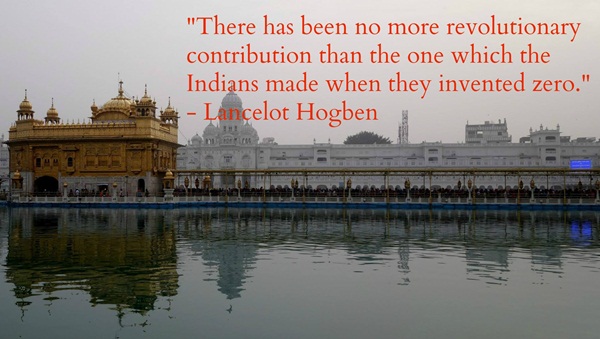 "There has been no more revolutionary
contribution than the one which the
Indians made when they invented zero."
- Lancelot Hogben